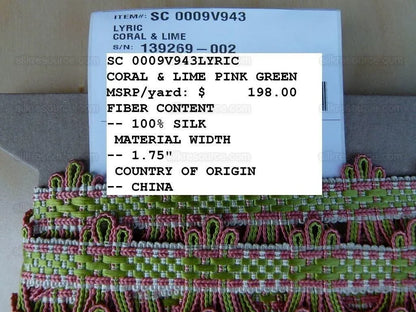 ITEM#: SC 0009V943
LYRIC
CORAL & LIME
S/N: 139269-002
SC 0009V943LYRIC
CORAL & LIME PINK GREEN
MSRP/yard: $ 198.00
FIBER CONTENT
-- 100% SILK
MATERIAL WIDTH
-- 1.75"
COUNTRY OF ORIGIN
-- CHINA